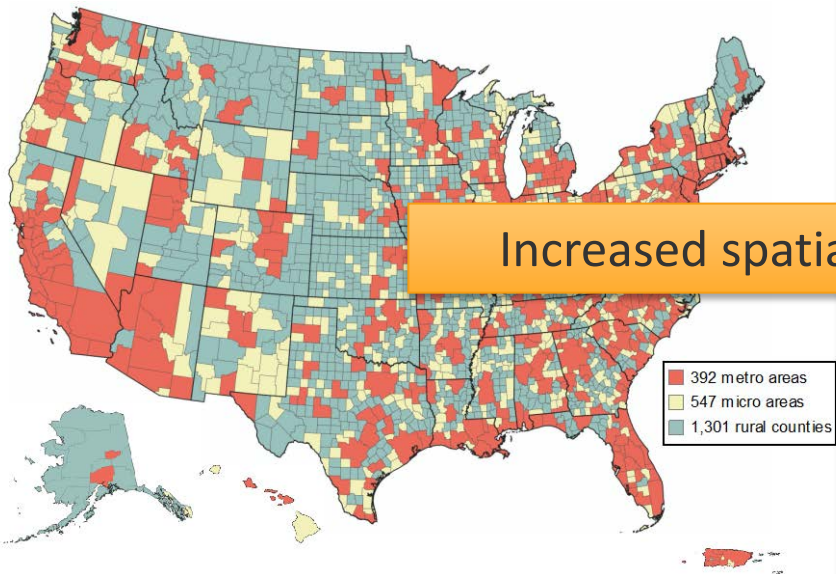 Increased spatia
392 metro areas
547 micro areas
1,301 rural counties